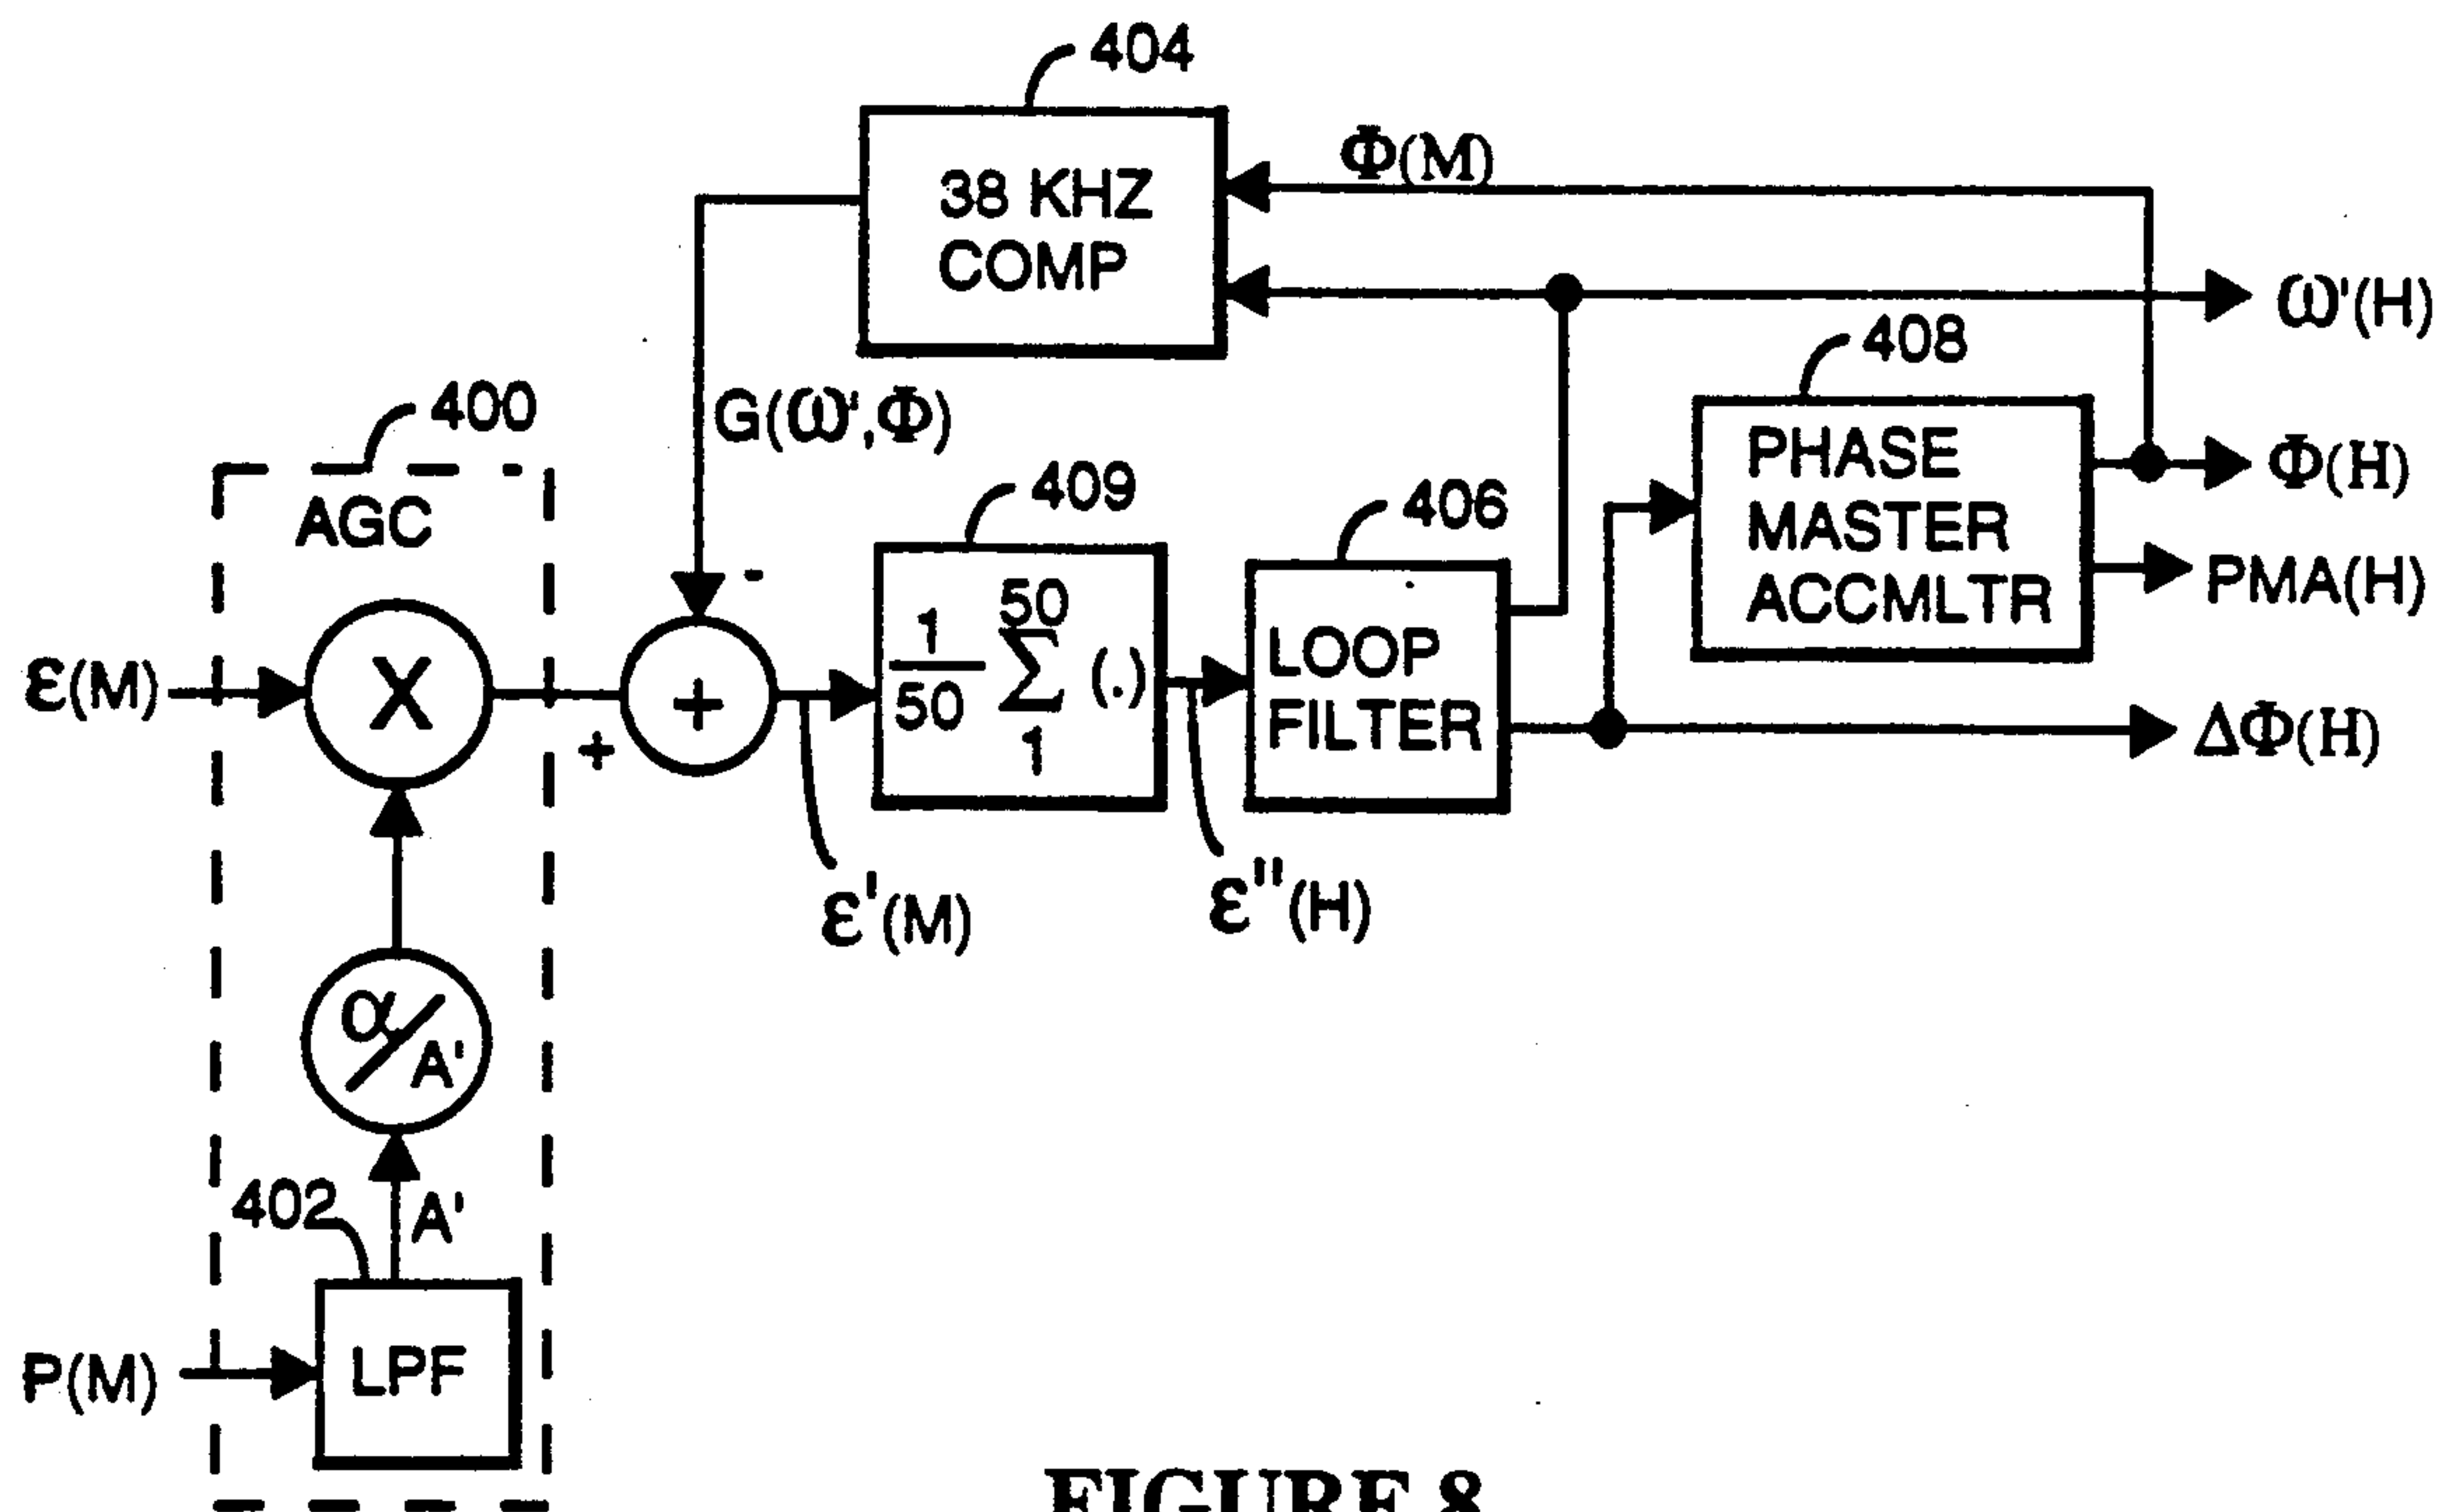 404
38 KHZ
COMP
Φ(M)
ω'(H)
408
PHASE
MASTER
ACCMLTR
Φ(H)
PMA(H)
ΔΦ(H)
400
AGC
G(ω',Φ)
-
409
1
50
50
Σ (.)
1
406
LOOP
FILTER
ε(M)
X
+
+
ε'(M)
ε"(H)
α/A'
402
A'
P(M)
LPF
FIGURE 8